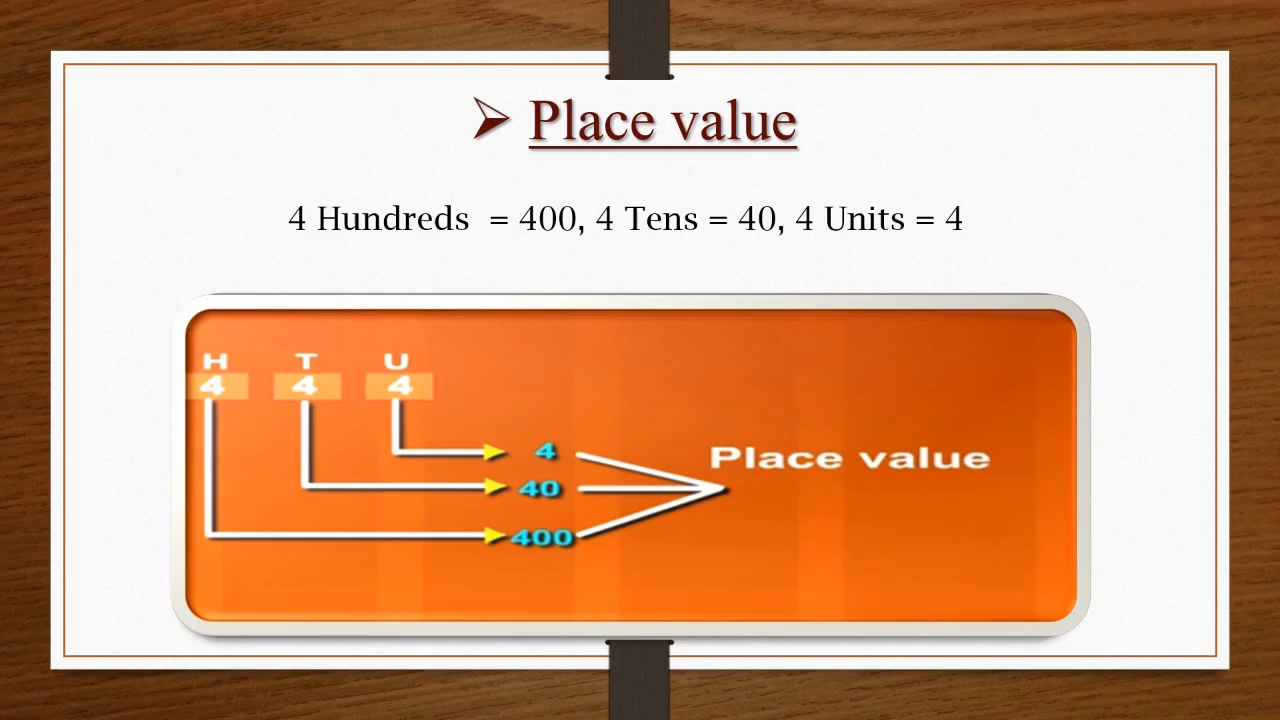 ➢ Place value
4 Hundreds = 400, 4 Tens = 40, 4 Units = 4
H T U
4 4 4
4
Place value
40
400